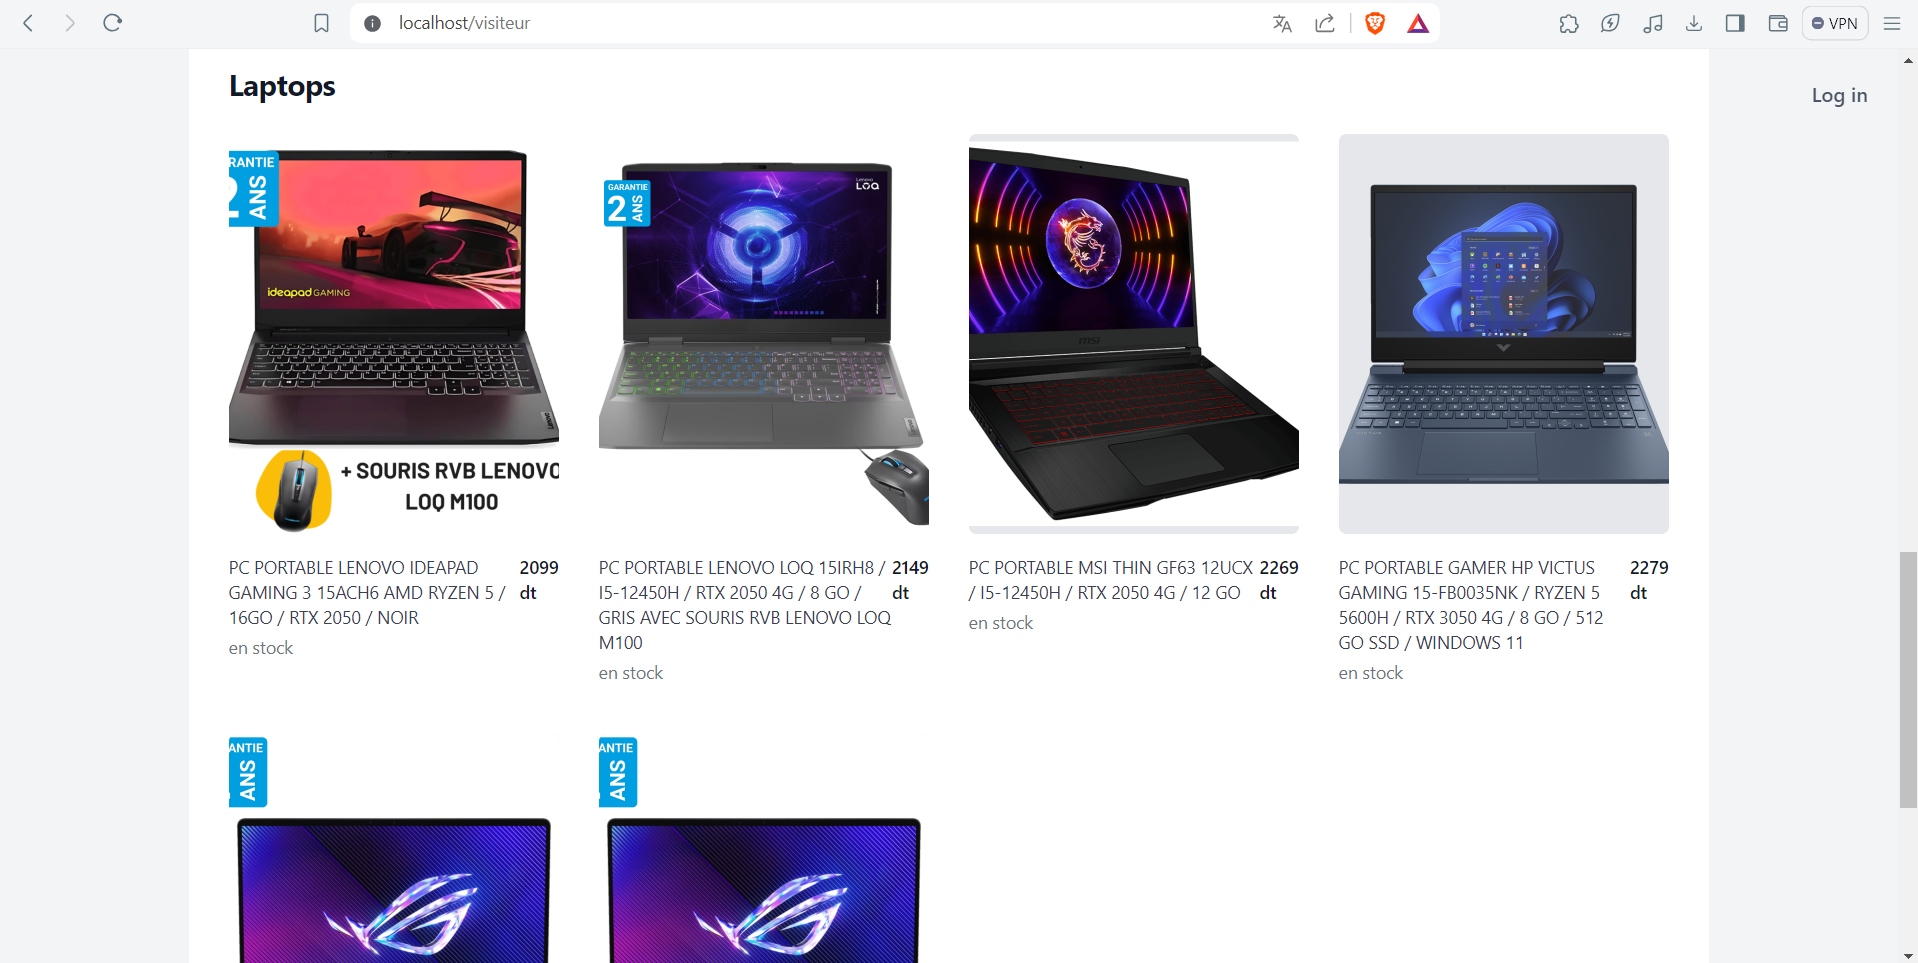 localhost/visiteur
VPN
Laptops
Log in
RANTIE
2
ANS
ideapad GAMING
+ SOURIS RVB LENOVO
LOQ M100
GARANTIE
2
ANS
Lenovo
LOQ
msi
PC PORTABLE LENOVO IDEAPAD
GAMING 3 15ACH6 AMD RYZEN 5 /
16GO / RTX 2050 / NOIR
2099
dt
en stock
PC PORTABLE LENOVO LOQ 15IRH8 /
I5-12450H / RTX 2050 4G / 8 GO /
GRIS AVEC SOURIS RVB LENOVO LOQ
M100
2149
dt
en stock
PC PORTABLE MSI THIN GF63 12UCX
/ I5-12450H / RTX 2050 4G / 12 GO
2269
dt
en stock
PC PORTABLE GAMER HP VICTUS
GAMING 15-FB0035NK / RYZEN 5
5600H / RTX 3050 4G / 8 GO / 512
GO SSD / WINDOWS 11
2279
dt
en stock
ANTIE
ANS
ANTIE
ANS